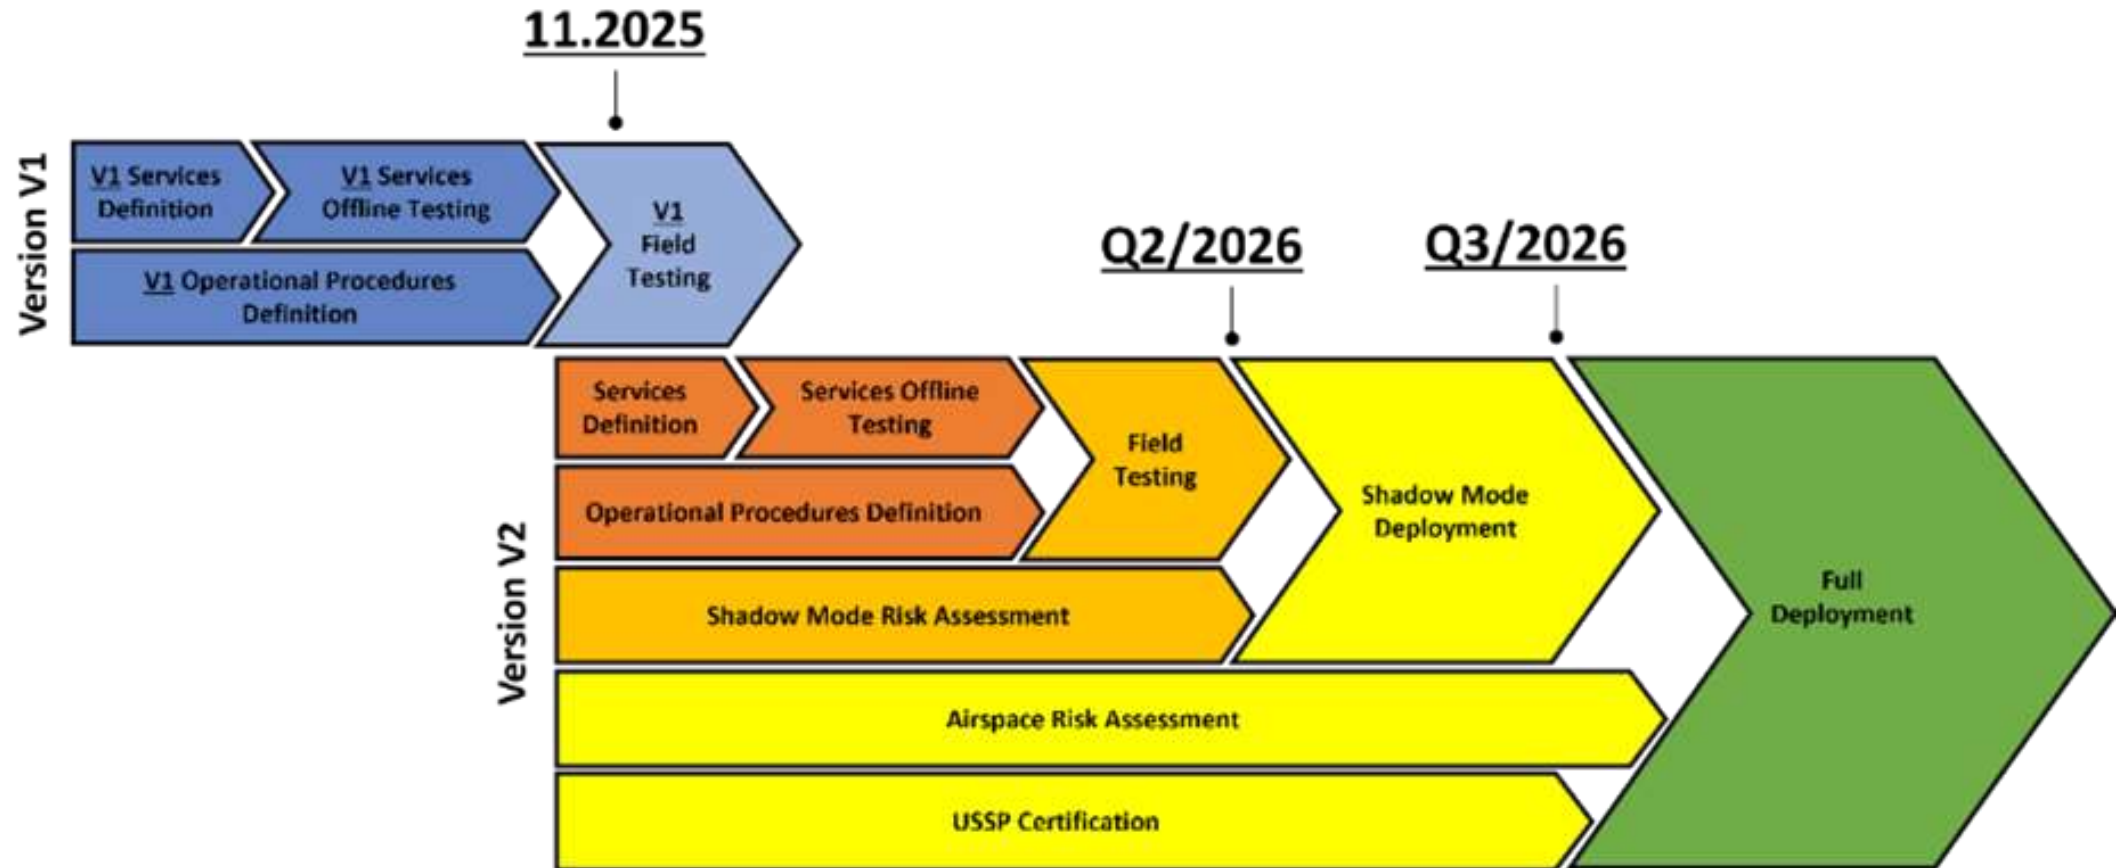 11.2025
Version V1
V1 Services
Definition
V1 Services
Offline Testing
V1 Operational Procedures
Definition
V1
Field
Testing
Q2/2026
Q3/2026
Version V2
Services
Definition
Services Offline
Testing
Operational Procedures Definition
Field
Testing
Shadow Mode Risk Assessment
Shadow Mode
Deployment
Airspace Risk Assessment
USSP Certification
Full
Deployment